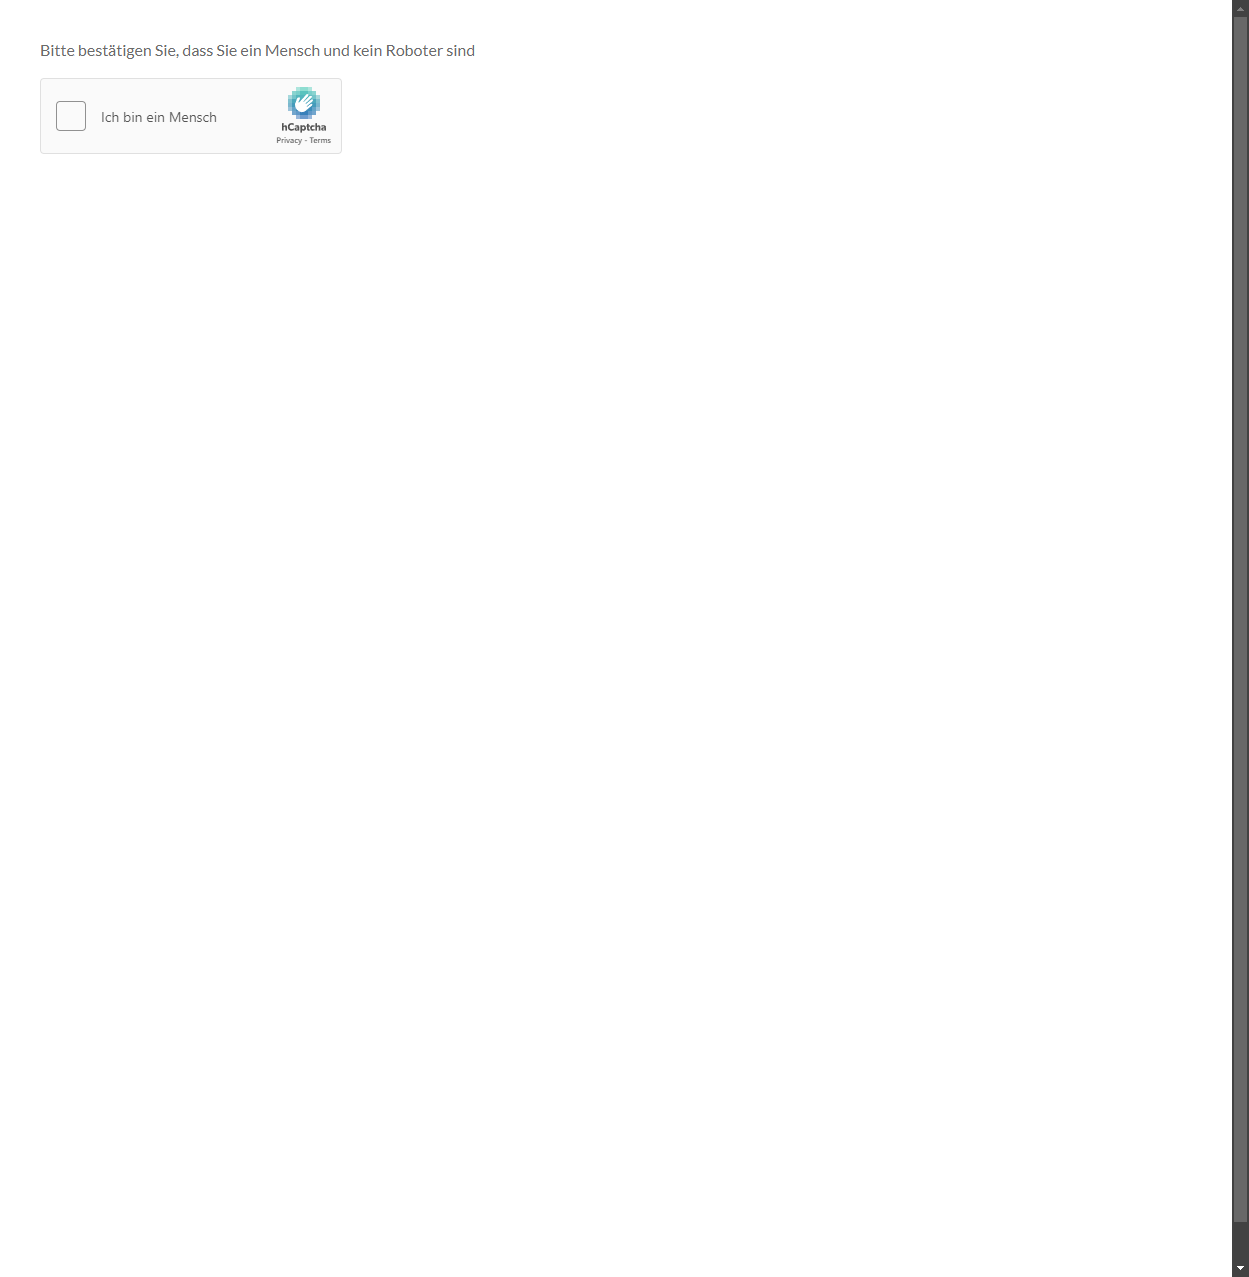 Bitte bestätigen Sie, dass Sie ein Mensch und kein Roboter sind
Ich bin ein Mensch
hCaptcha
Privacy - Terms